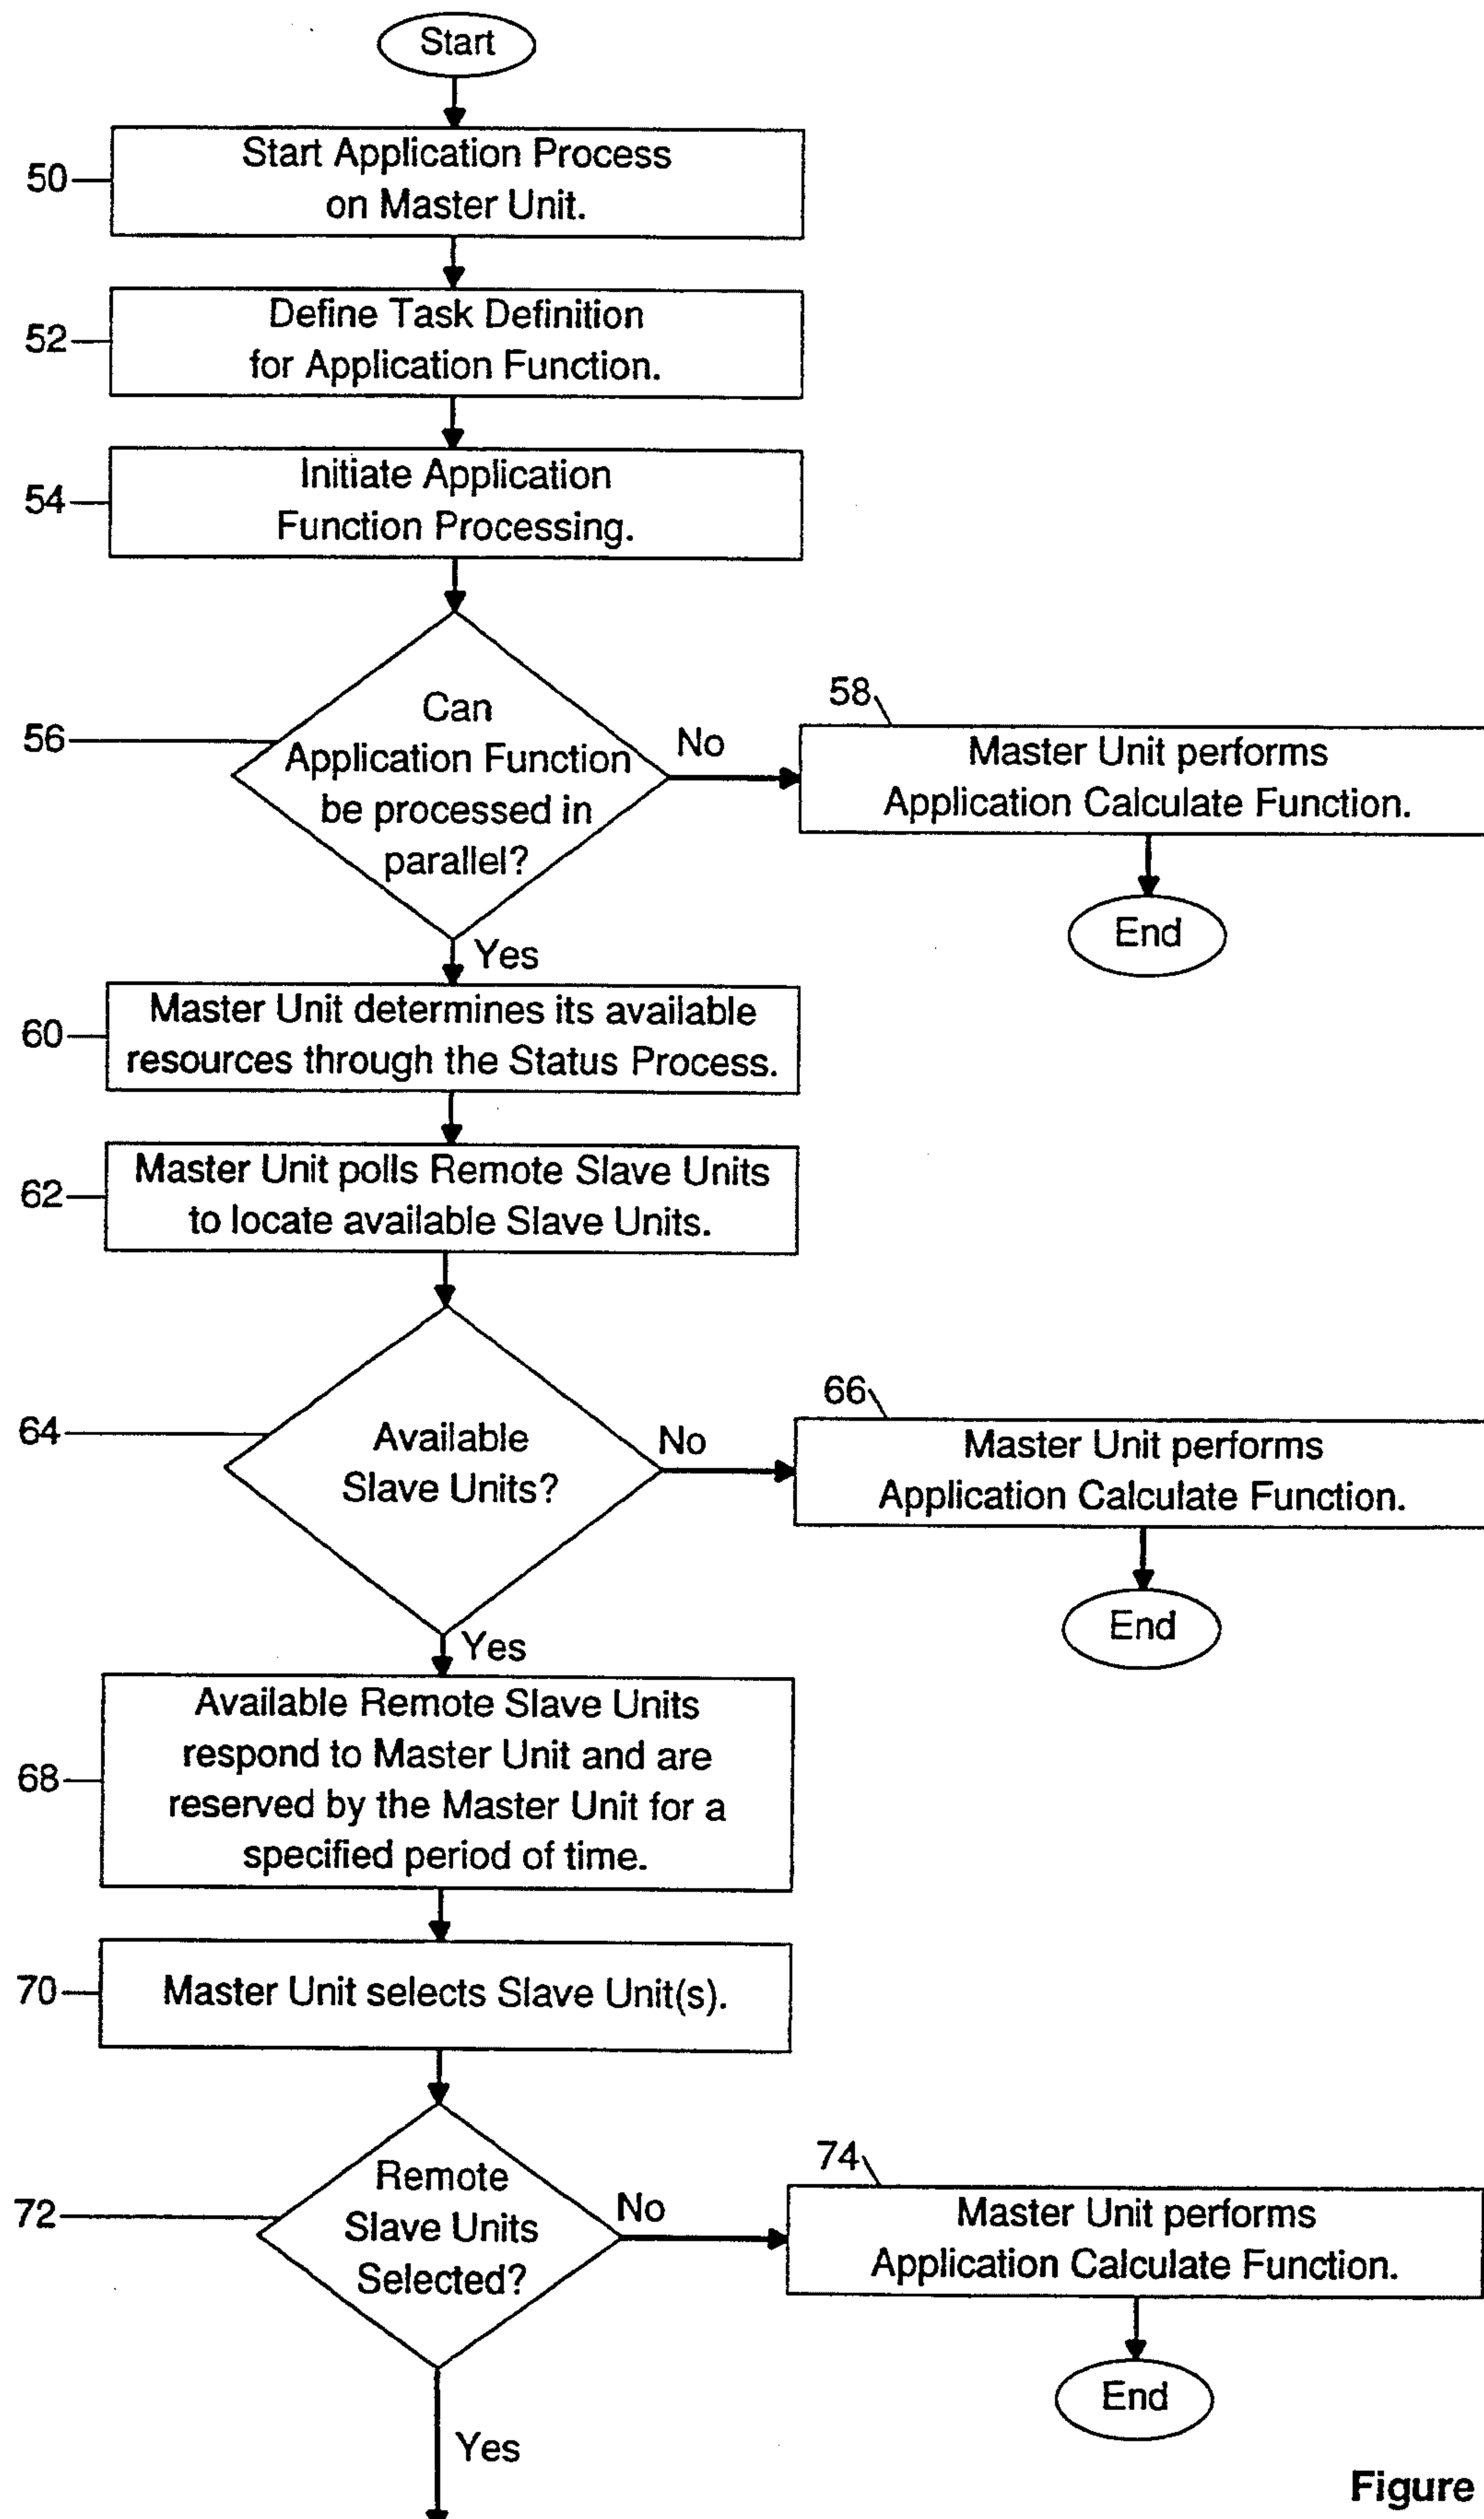 Start
50
Start Application Process
on Master Unit.
52
Define Task Definition
for Application Function.
54
Initiate Application
Function Processing.
56
Can
Application Function
be processed in
parallel?
No
58
Master Unit performs
Application Calculate Function.
End
Yes
60
Master Unit determines its available
resources through the Status Process.
62
Master Unit polls Remote Slave Units
to locate available Slave Units.
64
Available
Slave Units?
No
66
Master Unit performs
Application Calculate Function.
End
Yes
68
Available Remote Slave Units
respond to Master Unit and are
reserved by the Master Unit for a
specified period of time.
70
Master Unit selects Slave Unit(s).
72
Remote
Slave Units
Selected?
No
74
Master Unit performs
Application Calculate Function.
End
Yes
Figure